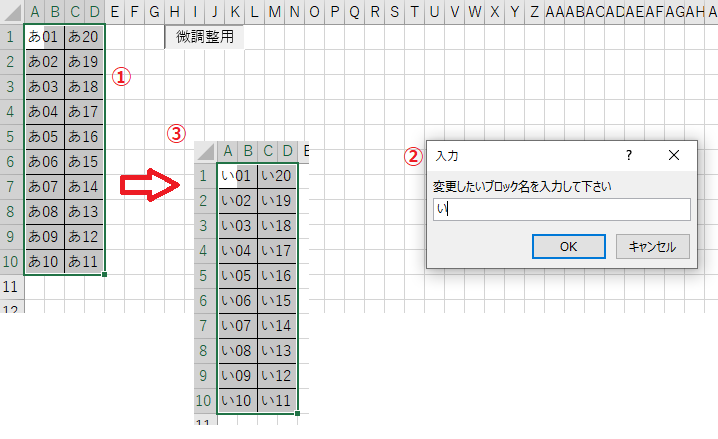 A B C D E F G H I J K L M N O P Q R S T U V W X Y Z AA AB AC AD AE AF AG AH A
1 あ01 あ20 微調整用
2 あ02 あ19
①
3 あ03 あ18
4 あ04 あ17
5 あ05 あ16
6 あ06 あ15
7 あ07 あ14
8 あ08 あ13
9 あ09 あ12
10 あ10 あ11
11
12
③
A B C D E
1 い01 い20
2 い02 い19
3 い03 い18
4 い04 い17
5 い05 い16
6 い06 い15
7 い07 い14
8 い08 い13
9 い09 い12
10 い10 い11
11
②
入力 ? ×
変更したいブロック名を入力して下さい
い
OK キャンセル